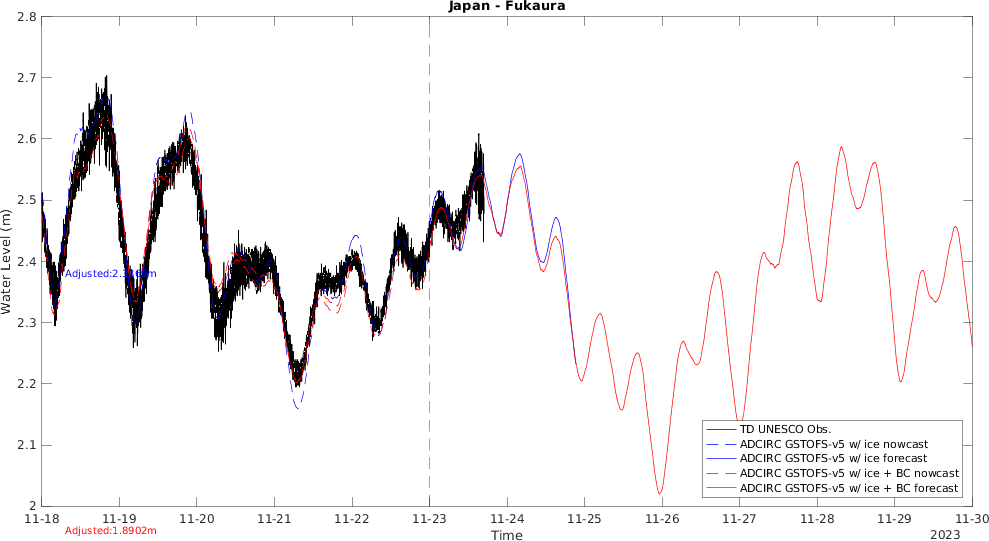 Japan - Fukaura
2.8
2.7
2.6
2.5
2.4
2.3
2.2
2.1
2
Water Level (m)
TD UNESCO Obs.
ADCIRC GSTOFS-v5 w/ ice nowcast
ADCIRC GSTOFS-v5 w/ ice forecast
ADCIRC GSTOFS-v5 w/ ice + BC nowcast
ADCIRC GSTOFS-v5 w/ ice + BC forecast
11-18 11-19 11-20 11-21 11-22 11-23 11-24 11-25 11-26 11-27 11-28 11-29 11-30
Adjusted:1.8902m
Time
2023